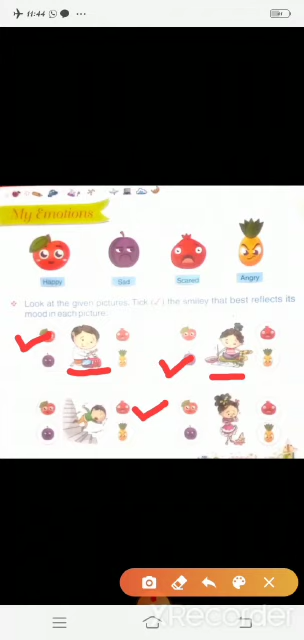 11:44
My Emotions
Happy
Sad
Scared
Angry
❖ Look at the given pictures. Tick (✓) the smiley that best reflects its
mood in each picture.
XRecorder